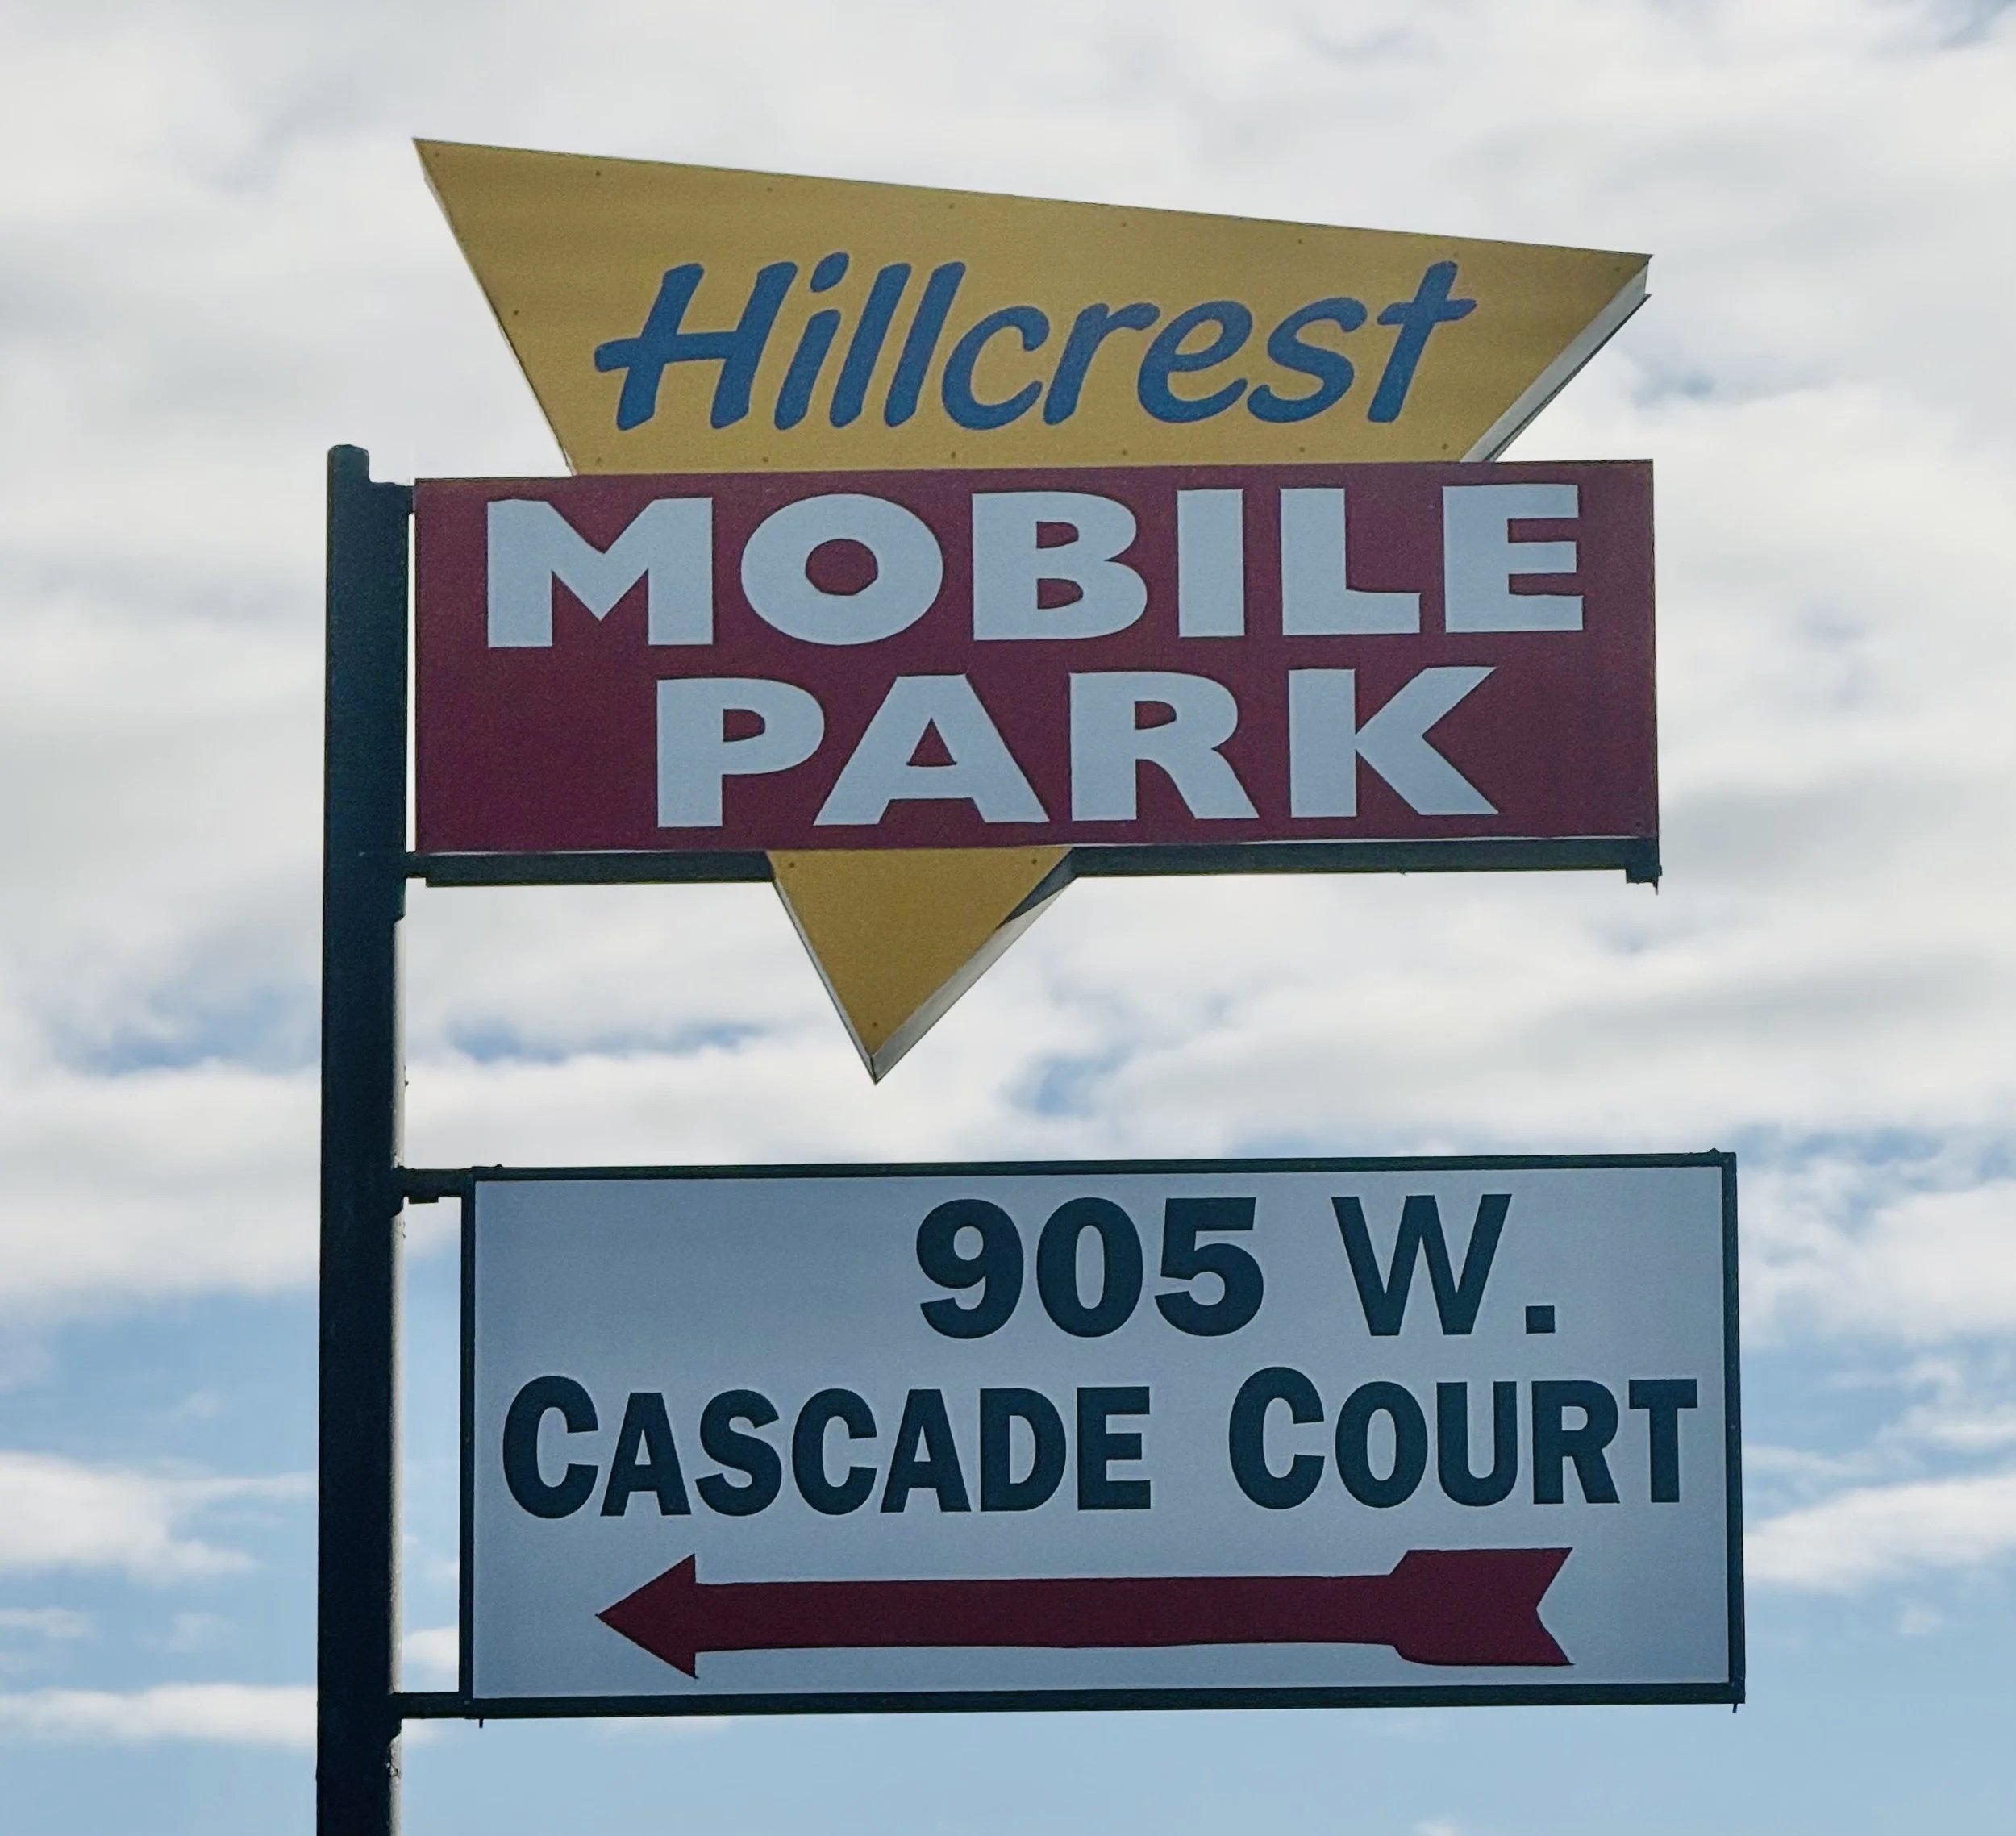 Hillcrest
MOBILE
PARK
905 W.
CASCADE COURT